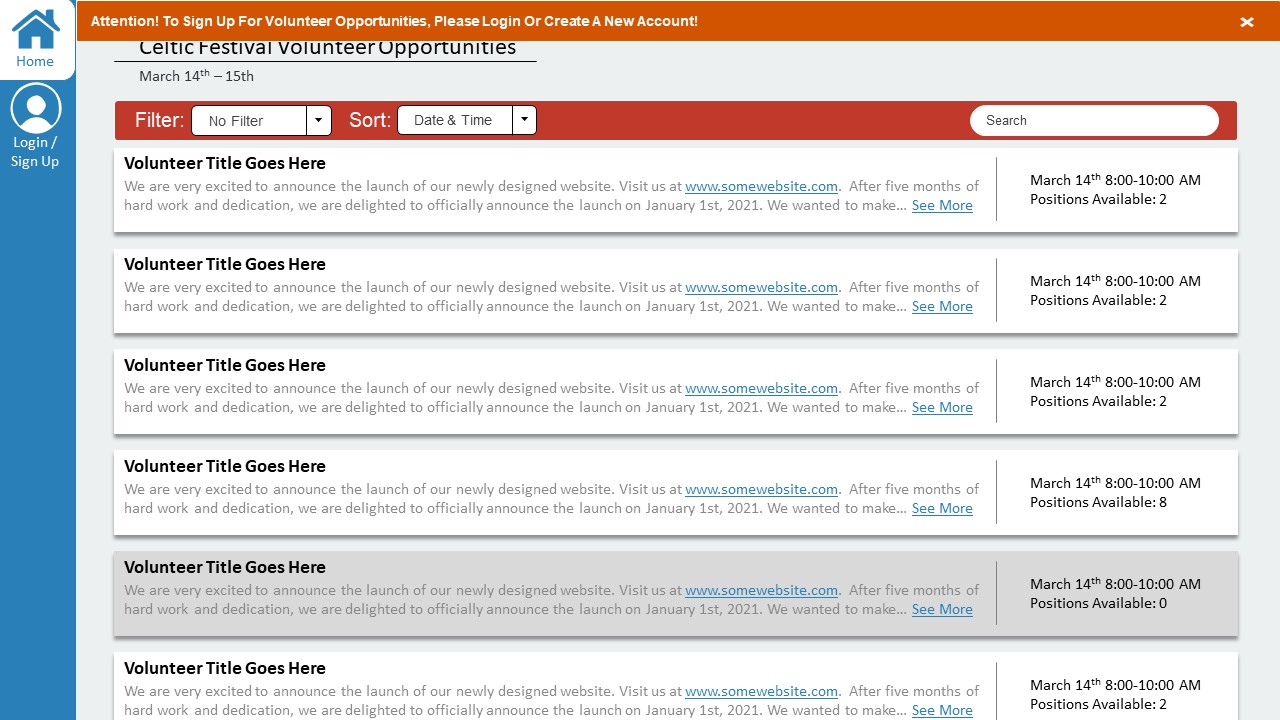 Attention! To Sign Up For Volunteer Opportunities, Please Login Or Create A New Account!
Home
Login /
Sign Up
Celtic Festival Volunteer Opportunities
March 14th – 15th
Filter: No Filter Sort: Date & Time Search
Volunteer Title Goes Here
We are very excited to announce the launch of our newly designed website. Visit us at www.somewebsite.com. After five months of
hard work and dedication, we are delighted to officially announce the launch on January 1st, 2021. We wanted to make... See More
March 14th 8:00-10:00 AM
Positions Available: 2
Volunteer Title Goes Here
We are very excited to announce the launch of our newly designed website. Visit us at www.somewebsite.com. After five months of
hard work and dedication, we are delighted to officially announce the launch on January 1st, 2021. We wanted to make... See More
March 14th 8:00-10:00 AM
Positions Available: 2
Volunteer Title Goes Here
We are very excited to announce the launch of our newly designed website. Visit us at www.somewebsite.com. After five months of
hard work and dedication, we are delighted to officially announce the launch on January 1st, 2021. We wanted to make... See More
March 14th 8:00-10:00 AM
Positions Available: 2
Volunteer Title Goes Here
We are very excited to announce the launch of our newly designed website. Visit us at www.somewebsite.com. After five months of
hard work and dedication, we are delighted to officially announce the launch on January 1st, 2021. We wanted to make... See More
March 14th 8:00-10:00 AM
Positions Available: 8
Volunteer Title Goes Here
We are very excited to announce the launch of our newly designed website. Visit us at www.somewebsite.com. After five months of
hard work and dedication, we are delighted to officially announce the launch on January 1st, 2021. We wanted to make... See More
March 14th 8:00-10:00 AM
Positions Available: 0
Volunteer Title Goes Here
We are very excited to announce the launch of our newly designed website. Visit us at www.somewebsite.com. After five months of
hard work and dedication, we are delighted to officially announce the launch on January 1st, 2021. We wanted to make... See More
March 14th 8:00-10:00 AM
Positions Available: 2